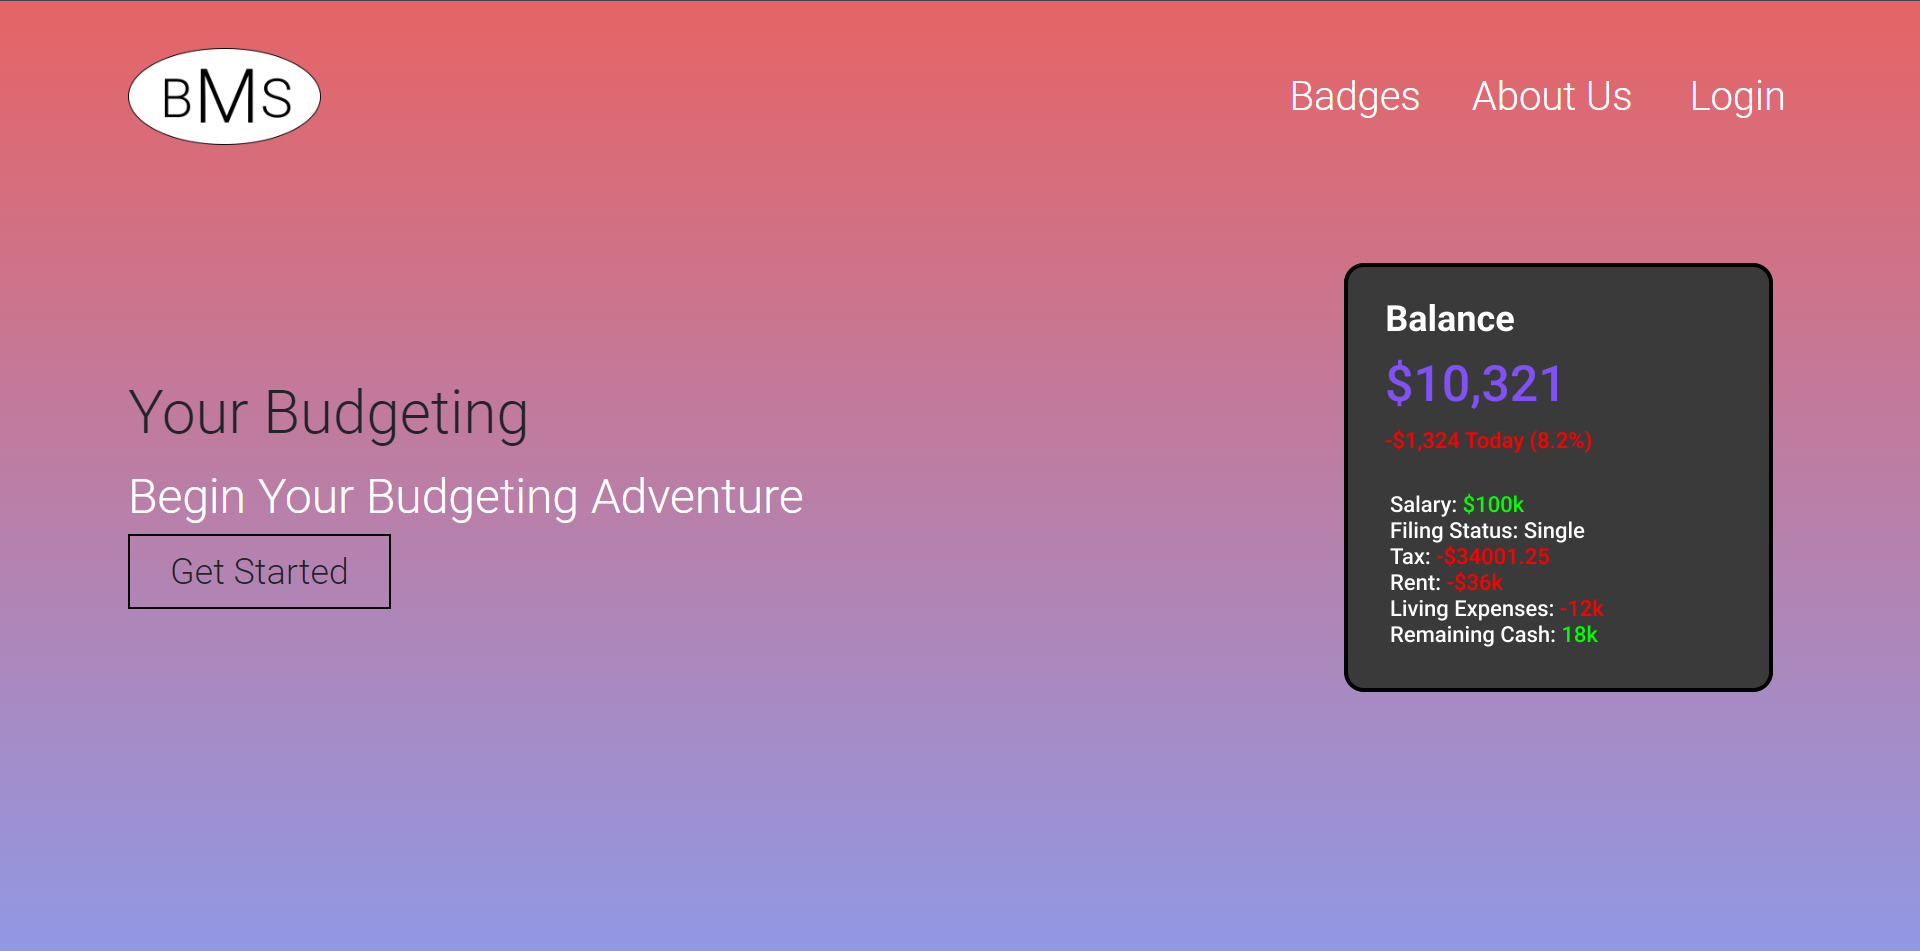 BMS
Badges About Us Login
Your Budgeting
Begin Your Budgeting Adventure
Get Started
Balance
$10,321
-$1,324 Today (8.2%)
Salary: $100k
Filing Status: Single
Tax: -$34001.25
Rent: -$36k
Living Expenses: -12k
Remaining Cash: 18k